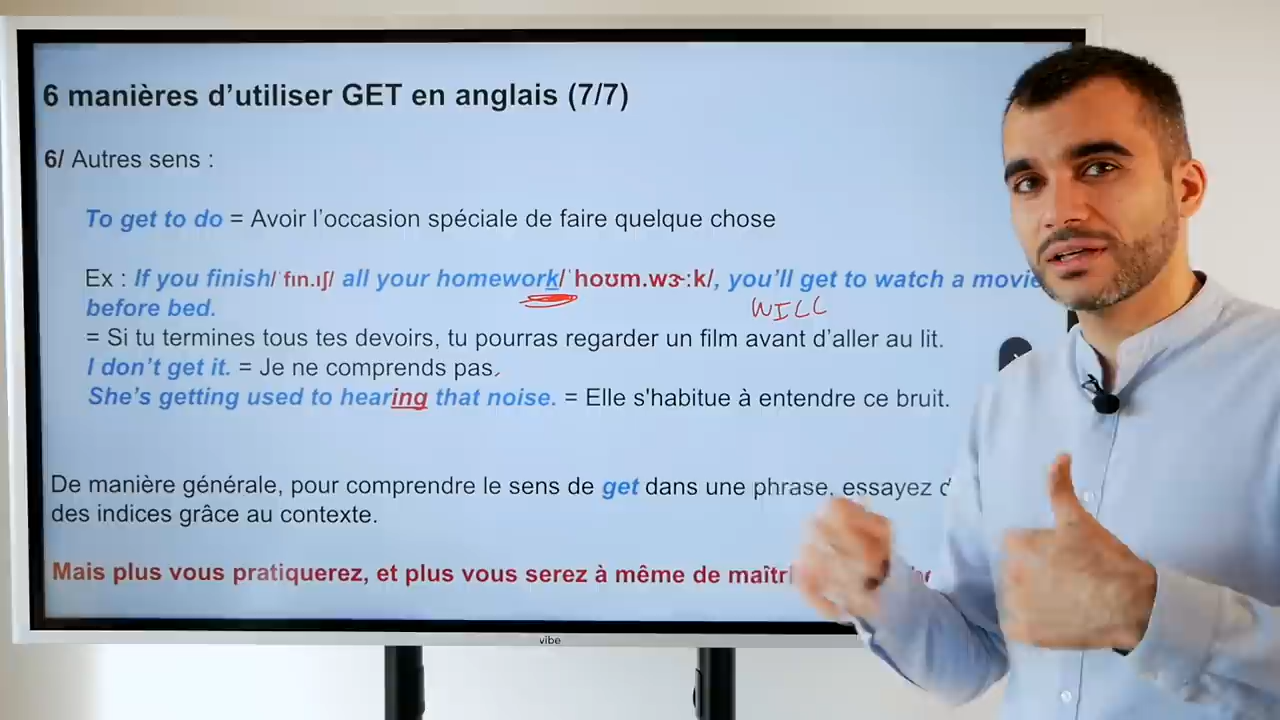 6 manières d’utiliser GET en anglais (7/7)
6/ Autres sens :
To get to do = Avoir l’occasion spéciale de faire quelque chose
Ex : If you finish/ˈfɪn.ɪʃ/ all your homework/ˈhoʊm.wɝːk/, you’ll get to watch a movie
WILL
before bed.
= Si tu termines tous tes devoirs, tu pourras regarder un film avant d’aller au lit.
I don’t get it. = Je ne comprends pas.
She’s getting used to hearing that noise. = Elle s'habitue à entendre ce bruit.
De manière générale, pour comprendre le sens de get dans une phrase, essayez
des indices grâce au contexte.
Mais plus vous pratiquerez, et plus vous serez à même de
vibe